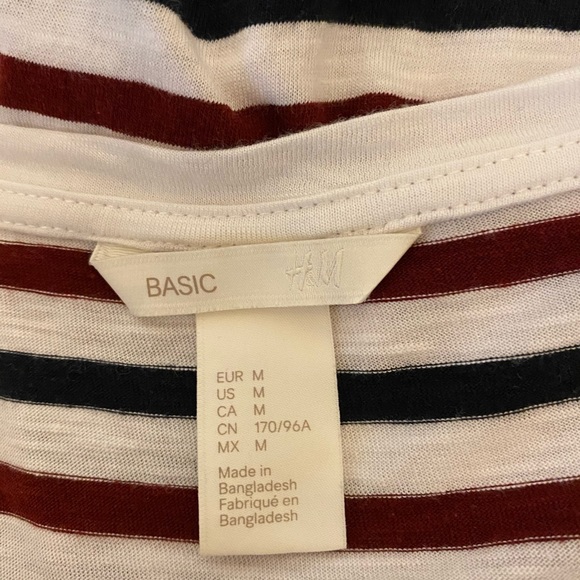 BASIC H&M
EUR M
US M
CA M
CN 170/96A
MX M
Made in
Bangladesh
Fabriqué en
Bangladesh